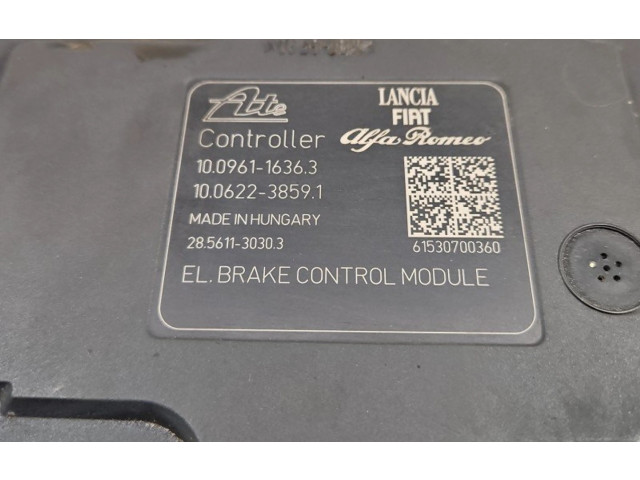 Ate
LANCIA
FIAT
Alfa Romeo
Controller
10.0961-1636.3
10.0622-3859.1
MADE IN HUNGARY
28.5611-3030.3
61530700360
EL. BRAKE CONTROL MODULE